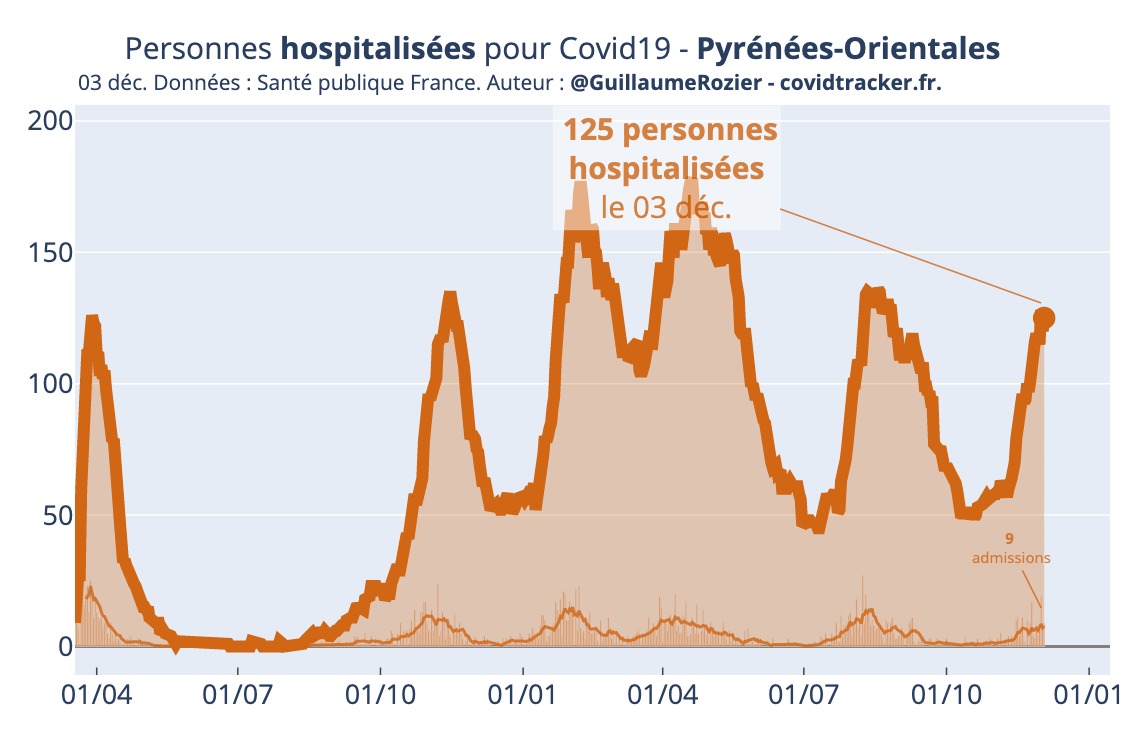 Personnes hospitalisées pour Covid19 - Pyrénées-Orientales
03 déc. Données : Santé publique France. Auteur : @GuillaumeRozier - covidtracker.fr.
200
125 personnes
hospitalisées
le 03 déc.
150
100
50
9
admissions
0
01/04 01/07 01/10 01/01 01/04 01/07 01/10 01/01